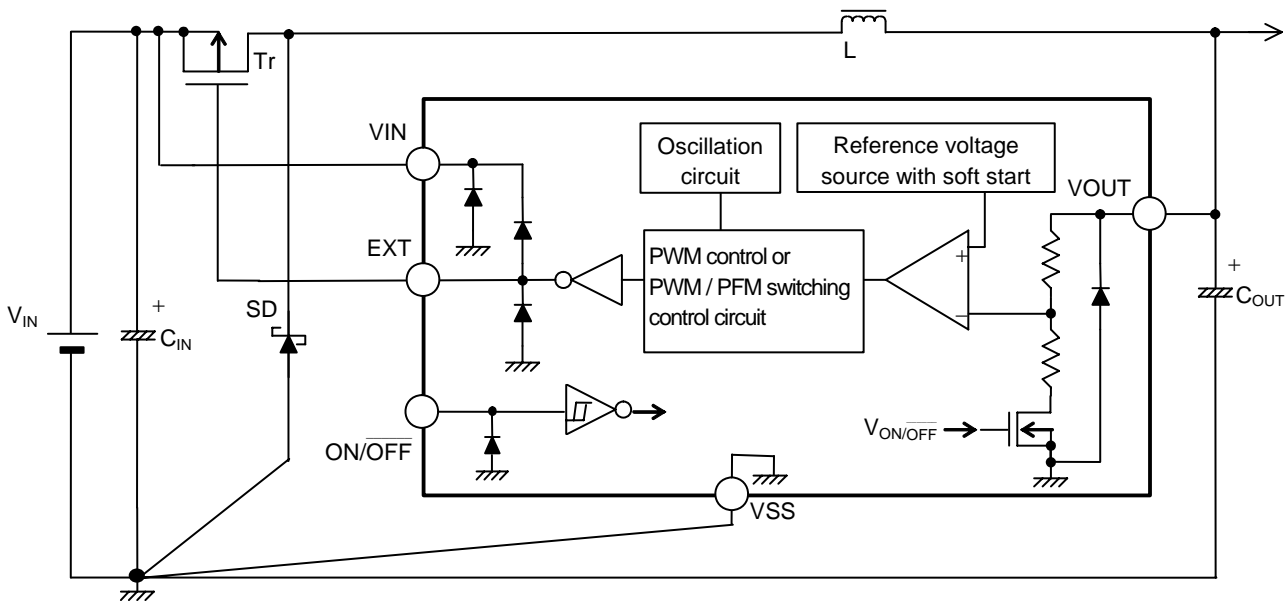 Tr
L
VIN
Oscillation
circuit
Reference voltage
source with soft start
VOUT
EXT
PWM control or
PWM / PFM switching
control circuit
+
−
VIN
+
CIN
SD
+
COUT
ON/OFF
VON/OFF
VSS